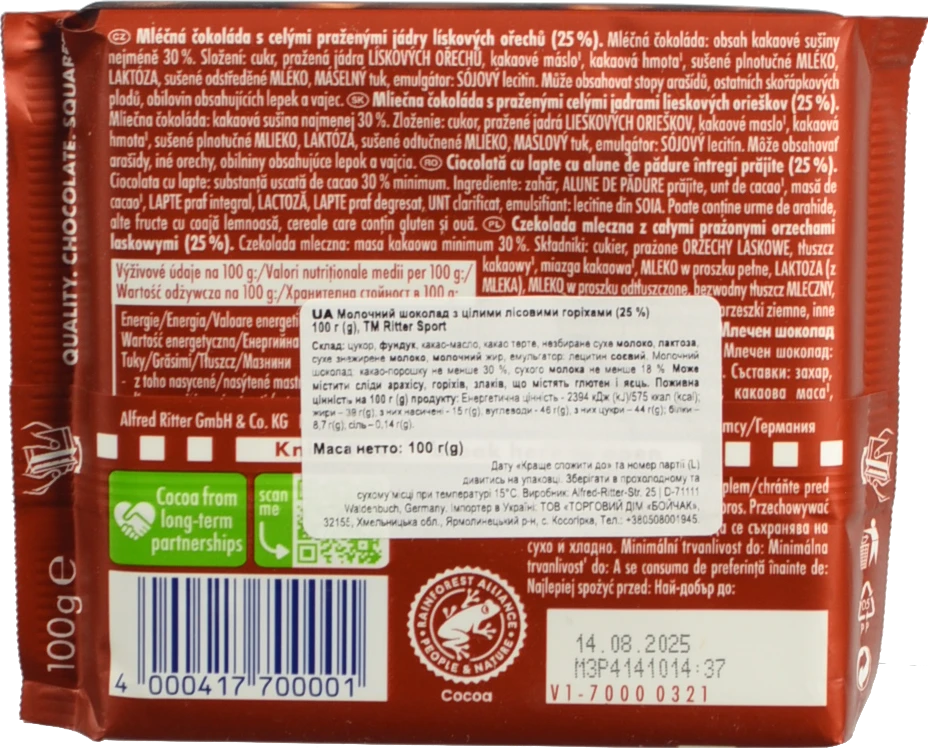 CZ Mléčná čokoláda s celými praženými jádry lískových ořechů (25 %). Mléčná čokoláda: obsah kakaové sušiny
nejméně 30 %. Složení: cukr, pražená jádra LÍSKOVÝCH OŘECHŮ, kakaové máslo¹, kakaová hmota¹, sušené plnotučné MLÉKO,
LAKTÓZA, sušené odstředěné MLÉKO, MÁSELNÝ tuk, emulgátor: SÓJOVÝ lecitin. Může obsahovat stopy arašídů, ostatních skořápkových
plodů, obilovin obsahujících lepek a vajec. SK Mliečna čokoláda s praženými celými jadrami lieskových orieškov (25 %).
Mliečna čokoláda: kakaová sušina najmenej 30 %. Zloženie: cukor, pražené jadrá LIESKOVÝCH ORIEŠKOV, kakaové maslo¹, kakaová
hmota¹, sušené plnotučné MLIEKO, LAKTÓZA, sušené odtučnené MLIEKO, MASLOVÝ tuk, emulgátor: SÓJOVÝ lecitín. Môže obsahovať
arašidy, iné orechy, obilniny obsahujúce lepok a vajcia. RO Ciocolată cu lapte cu alune de pădure întregi prăjite (25 %).
Ciocolata cu lapte: substanță uscată de cacao 30 % minimum. Ingrediente: zahăr, ALUNE DE PĂDURE prăjite, unt de cacao¹, masă de
cacao¹, LAPTE praf integral, LACTOZĂ, LAPTE praf degresat, UNT clarificat, emulsifiant: lecitine din SOIA. Poate conține urme de arahide,
alte fructe cu coajă lemnoasă, cereale care conțin gluten și ouă. PL Czekolada mleczna z całymi prażonymi orzechami
laskowymi (25 %). Czekolada mleczna: masa kakaowa minimum 30 %. Składniki: cukier, prażone ORZECHY LASKOWE, tłuszcz
kakaowy¹, miazga kakaowa¹, MLEKO w proszku pełne, LAKTOZA (z
MLEKA), MLEKO w proszku odtłuszczone, bezwodny tłuszcz MLECZNY,
orzeszki ziemne, inne
Млечен шоколад
Млечен шоколад:
Съставки: захар,
какаова маса¹,
Výživové údaje na 100 g:/Valori nutriționale medii per 100 g:/
Wartość odżywcza na 100 g:/Хранителна стойност в 100 g:
Energie/Energia/Valoare energeti
Wartość energetyczna/Енергийна
Tuky/Grăsimi/Tłuszcz/Мазнини
- z toho nasycené/nasýtené mast
UA Молочний шоколад з цілими лісовими горіхами (25 %)
100 г (g), ТМ Ritter Sport
Склад: цукор, фундук, какао-масло, какао терте, незбиране сухе молоко, лактоза,
сухе знежирене молоко, молочний жир, емульгатор: лецитин соєвий. Молочний
шоколад: какао-порошку не менше 30 %, сухого молока не менше 18 % Може
містити сліди арахісу, горіхів, злаків, що містять глютен і яєць. Поживна
цінність на 100 г (g) продукту: Енергетична цінність - 2394 кДж (kJ)/575 ккал (kcal);
жири – 39 г(g), з них насичені - 15 г(g), вуглеводи - 46 г(g), з них цукри – 44 г(g); білки –
8,7 г(g); сіль – 0,14 г(g).
Маса нетто: 100 г(g)
Дату «Краще спожити до» та номер партії (L)
дивитись на упаковці. Зберігати в прохолодному та
сухому місці при температурі 15°С. Виробник: Alfred-Ritter-Str. 25 | D-71111
Waldenbuch, Germany. Імпортер в Україні: ТОВ «ТОРГОВИЙ ДІМ «БОЙЧАК»,
32155, Хмельницька обл., Ярмолинецький р-н, с. Косогірка, Тел.: +380508001945.
Alfred Ritter GmbH & Co. KG
/Германия
Kn
plem/chráňte pred
Przechowywać
се съхранява на
сухо и хладно. Minimální trvanlivost do: Minimálna
trvanlivosť do: A se consuma de preferință înainte de:
Najlepiej spożyć przed: Най-добър до:
Cocoa from
long-term
partnerships
scan
me
4 000417 700001
RAINFOREST ALLIANCE
PEOPLE & NATURE
Cocoa
14.08.2025
M3P4141014:37
V1-7000 0321
QUALITY. CHOCOLATE. SQUARE
100g e